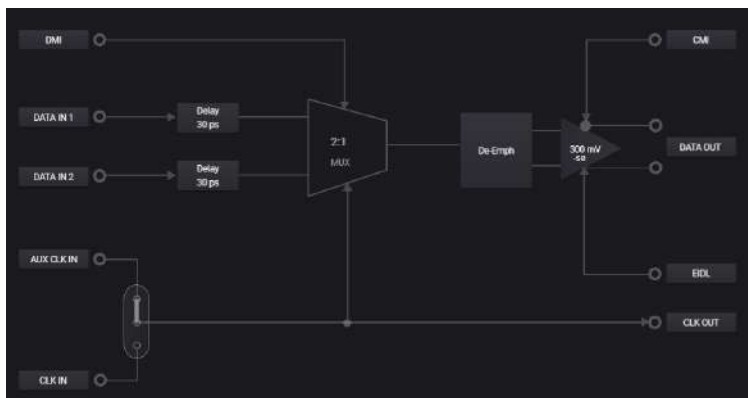 DMI
CMI
DATA IN 1
Delay
30 ps
2:1
MUX
De-Emph
300 mV
-se
DATA OUT
DATA IN 2
Delay
30 ps
AUX CLK IN
EIDL
CLK OUT
CLK IN